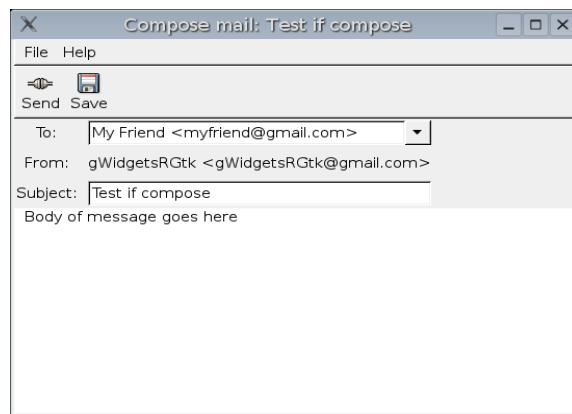 Compose mail: Test if compose
File Help
Send Save
To: My Friend <myfriend@gmail.com>
From: gWidgetsRGtk <gWidgetsRGtk@gmail.com>
Subject: Test if compose
Body of message goes here